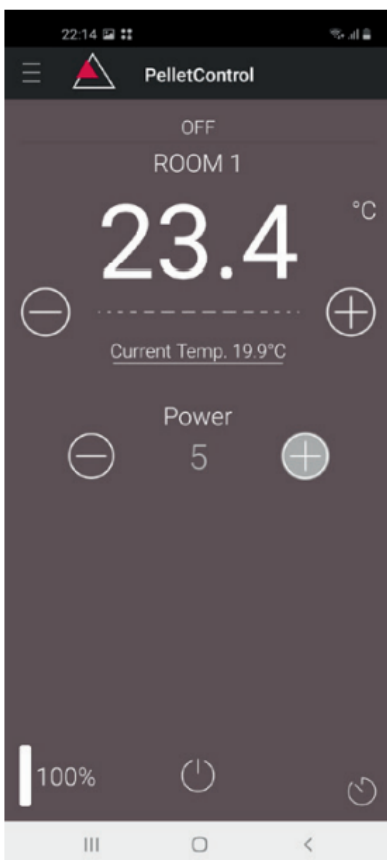 22:14
PelletControl
OFF
ROOM 1
°C
23.4
Current Temp. 19.9°C
Power
5
100%